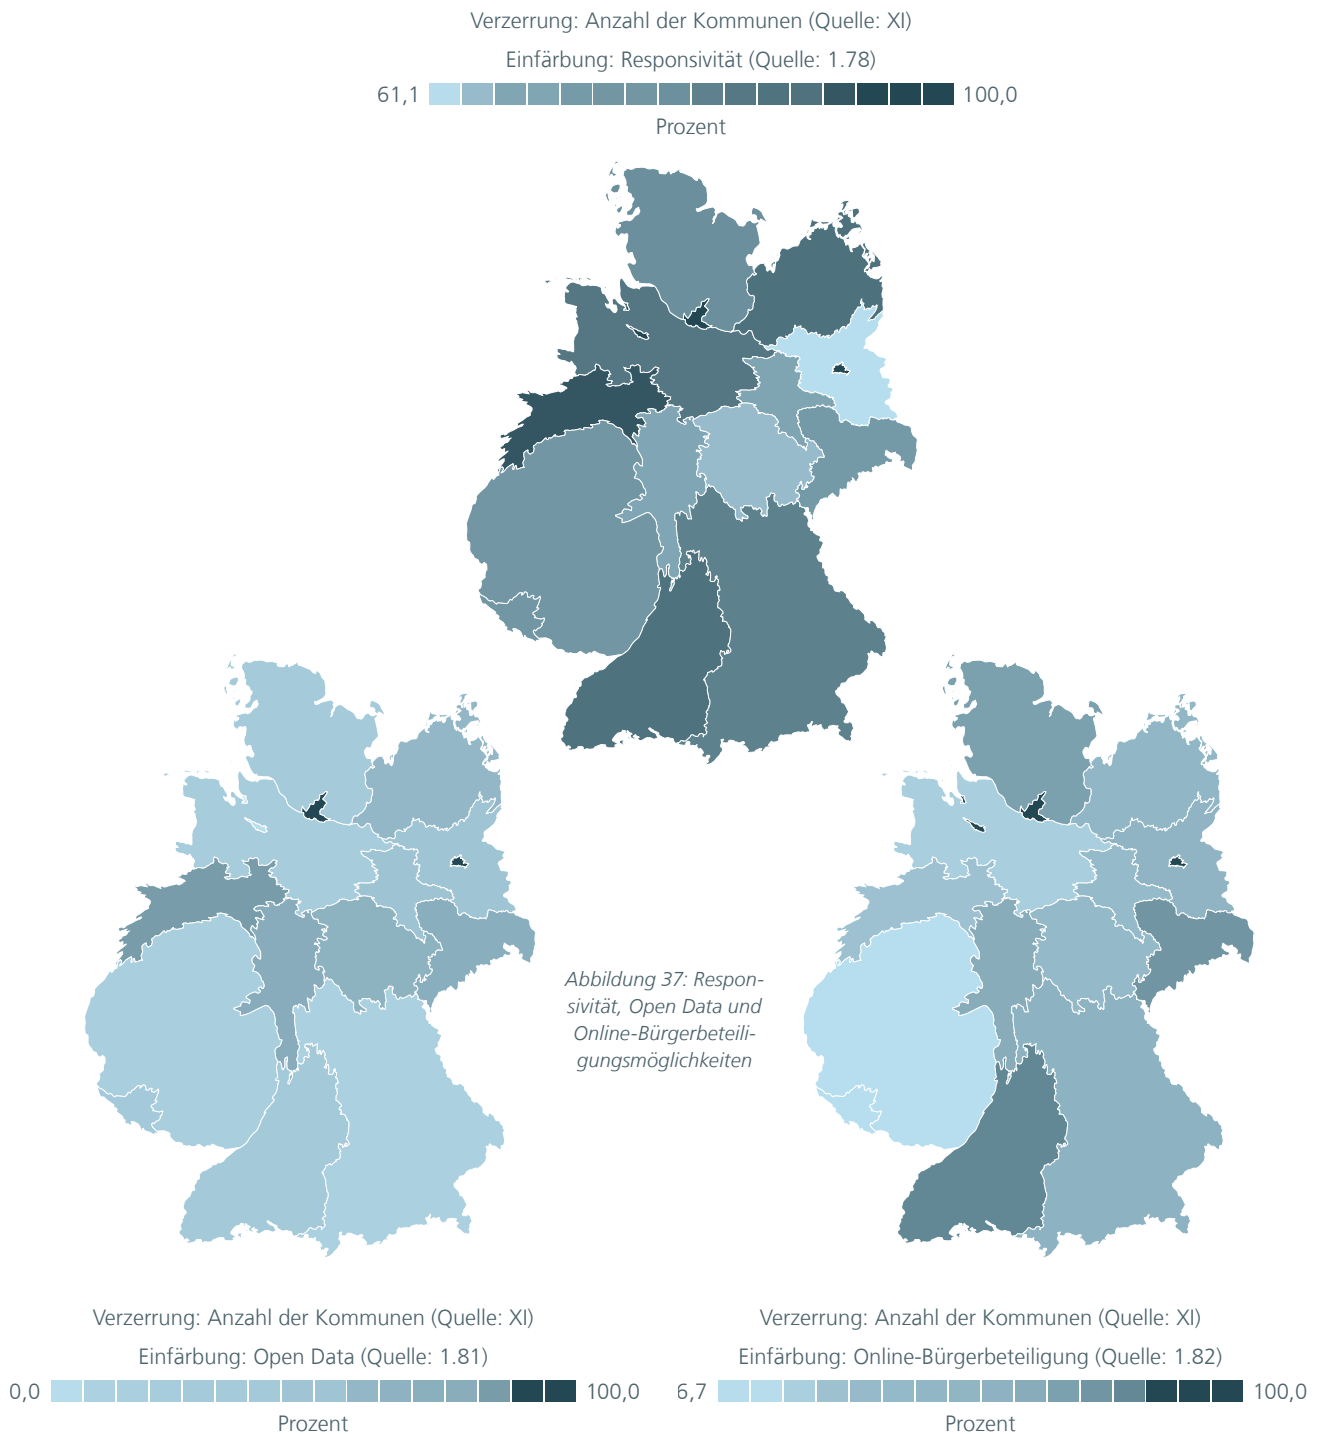 Verzerrung: Anzahl der Kommunen (Quelle: XI)
Einfärbung: Responsivität (Quelle: 1.78)
61,1 100,0
Prozent
Abbildung 37: Respon-
sivität, Open Data und
Online-Bürgerbeteili-
gungsmöglichkeiten
Verzerrung: Anzahl der Kommunen (Quelle: XI)
Einfärbung: Open Data (Quelle: 1.81)
0,0 100,0
Prozent
Verzerrung: Anzahl der Kommunen (Quelle: XI)
Einfärbung: Online-Bürgerbeteiligung (Quelle: 1.82)
6,7 100,0
Prozent